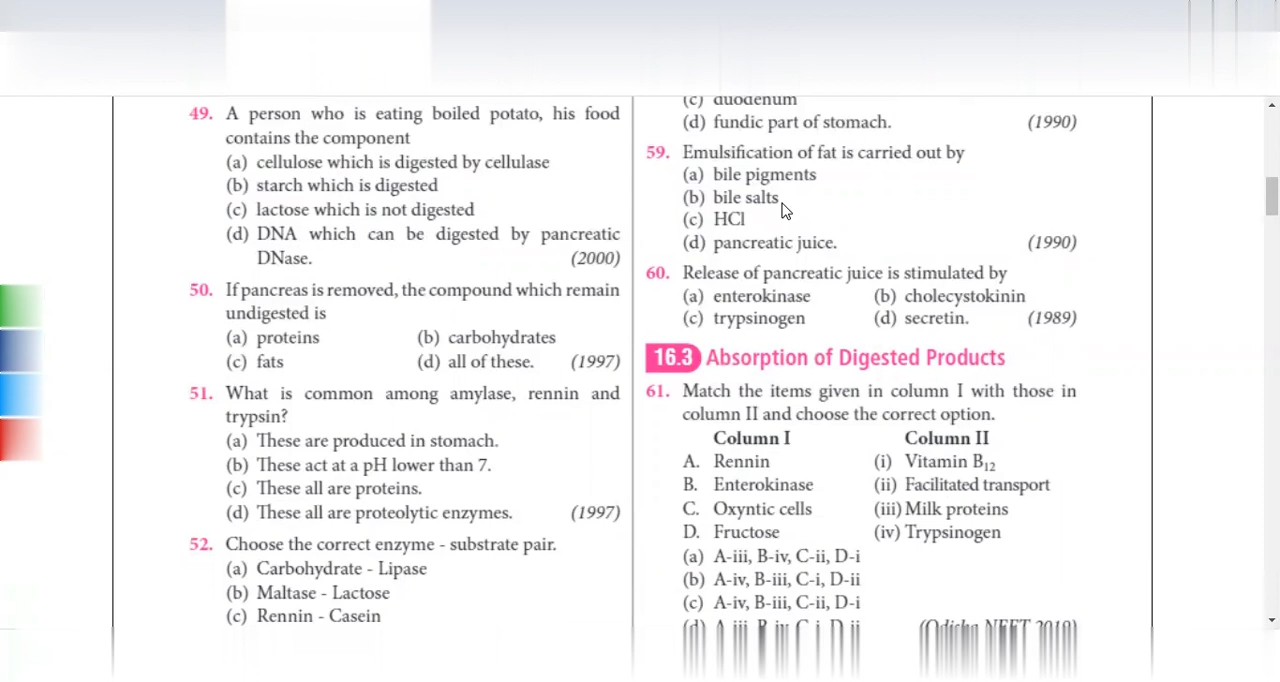 49. A person who is eating boiled potato, his food
contains the component
(a) cellulose which is digested by cellulase
(b) starch which is digested
(c) lactose which is not digested
(d) DNA which can be digested by pancreatic
DNase. (2000)
50. If pancreas is removed, the compound which remain
undigested is
(a) proteins (b) carbohydrates
(c) fats (d) all of these. (1997)
51. What is common among amylase, rennin and
trypsin?
(a) These are produced in stomach.
(b) These act at a pH lower than 7.
(c) These all are proteins.
(d) These all are proteolytic enzymes. (1997)
52. Choose the correct enzyme - substrate pair.
(a) Carbohydrate - Lipase
(b) Maltase - Lactose
(c) Rennin - Casein
(c) duodenum
(d) fundic part of stomach. (1990)
59. Emulsification of fat is carried out by
(a) bile pigments
(b) bile salts
(c) HCl
(d) pancreatic juice. (1990)
60. Release of pancreatic juice is stimulated by
(a) enterokinase (b) cholecystokinin
(c) trypsinogen (d) secretin. (1989)
16.3 Absorption of Digested Products
61. Match the items given in column I with those in
column II and choose the correct option.
Column I Column II
A. Rennin (i) Vitamin B12
B. Enterokinase (ii) Facilitated transport
C. Oxyntic cells (iii) Milk proteins
D. Fructose (iv) Trypsinogen
(a) A-iii, B-iv, C-ii, D-i
(b) A-iv, B-iii, C-i, D-ii
(c) A-iv, B-iii, C-ii, D-i
(d) A-iii, B-iv, C-i, D-ii (Odisha NEET 2019)